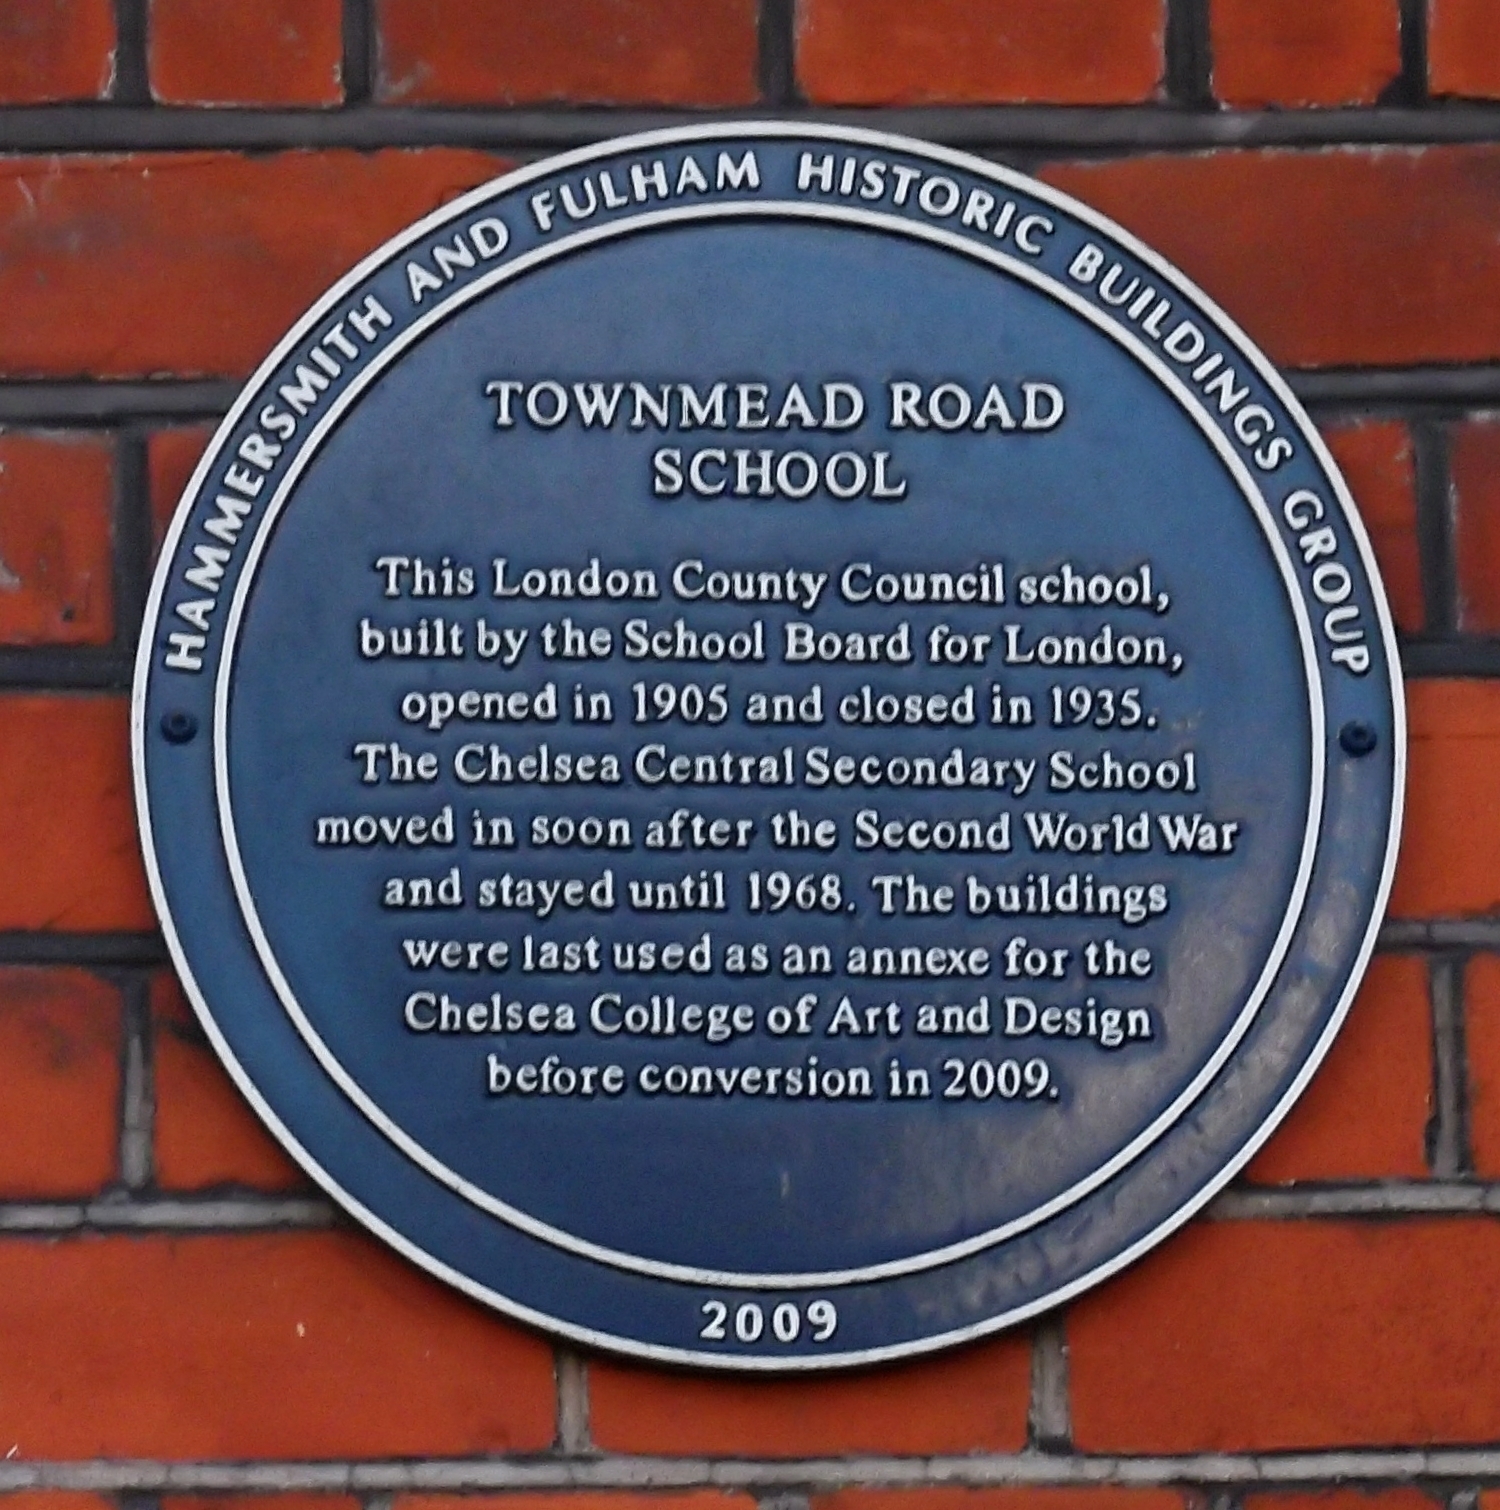 HAMMERSMITH AND FULHAM HISTORIC BUILDINGS GROUP
TOWNMEAD ROAD
SCHOOL
This London County Council school,
built by the School Board for London,
opened in 1905 and closed in 1935.
The Chelsea Central Secondary School
moved in soon after the Second World War
and stayed until 1968. The buildings
were last used as an annexe for the
Chelsea College of Art and Design
before conversion in 2009.
2009